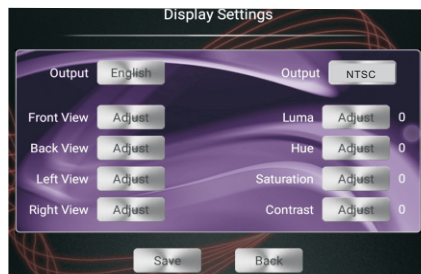 Display Settings
Output English Output NTSC
Front View Adjust Luma Adjust 0
Back View Adjust Hue Adjust 0
Left View Adjust Saturation Adjust 0
Right View Adjust Contrast Adjust 0
Save Back